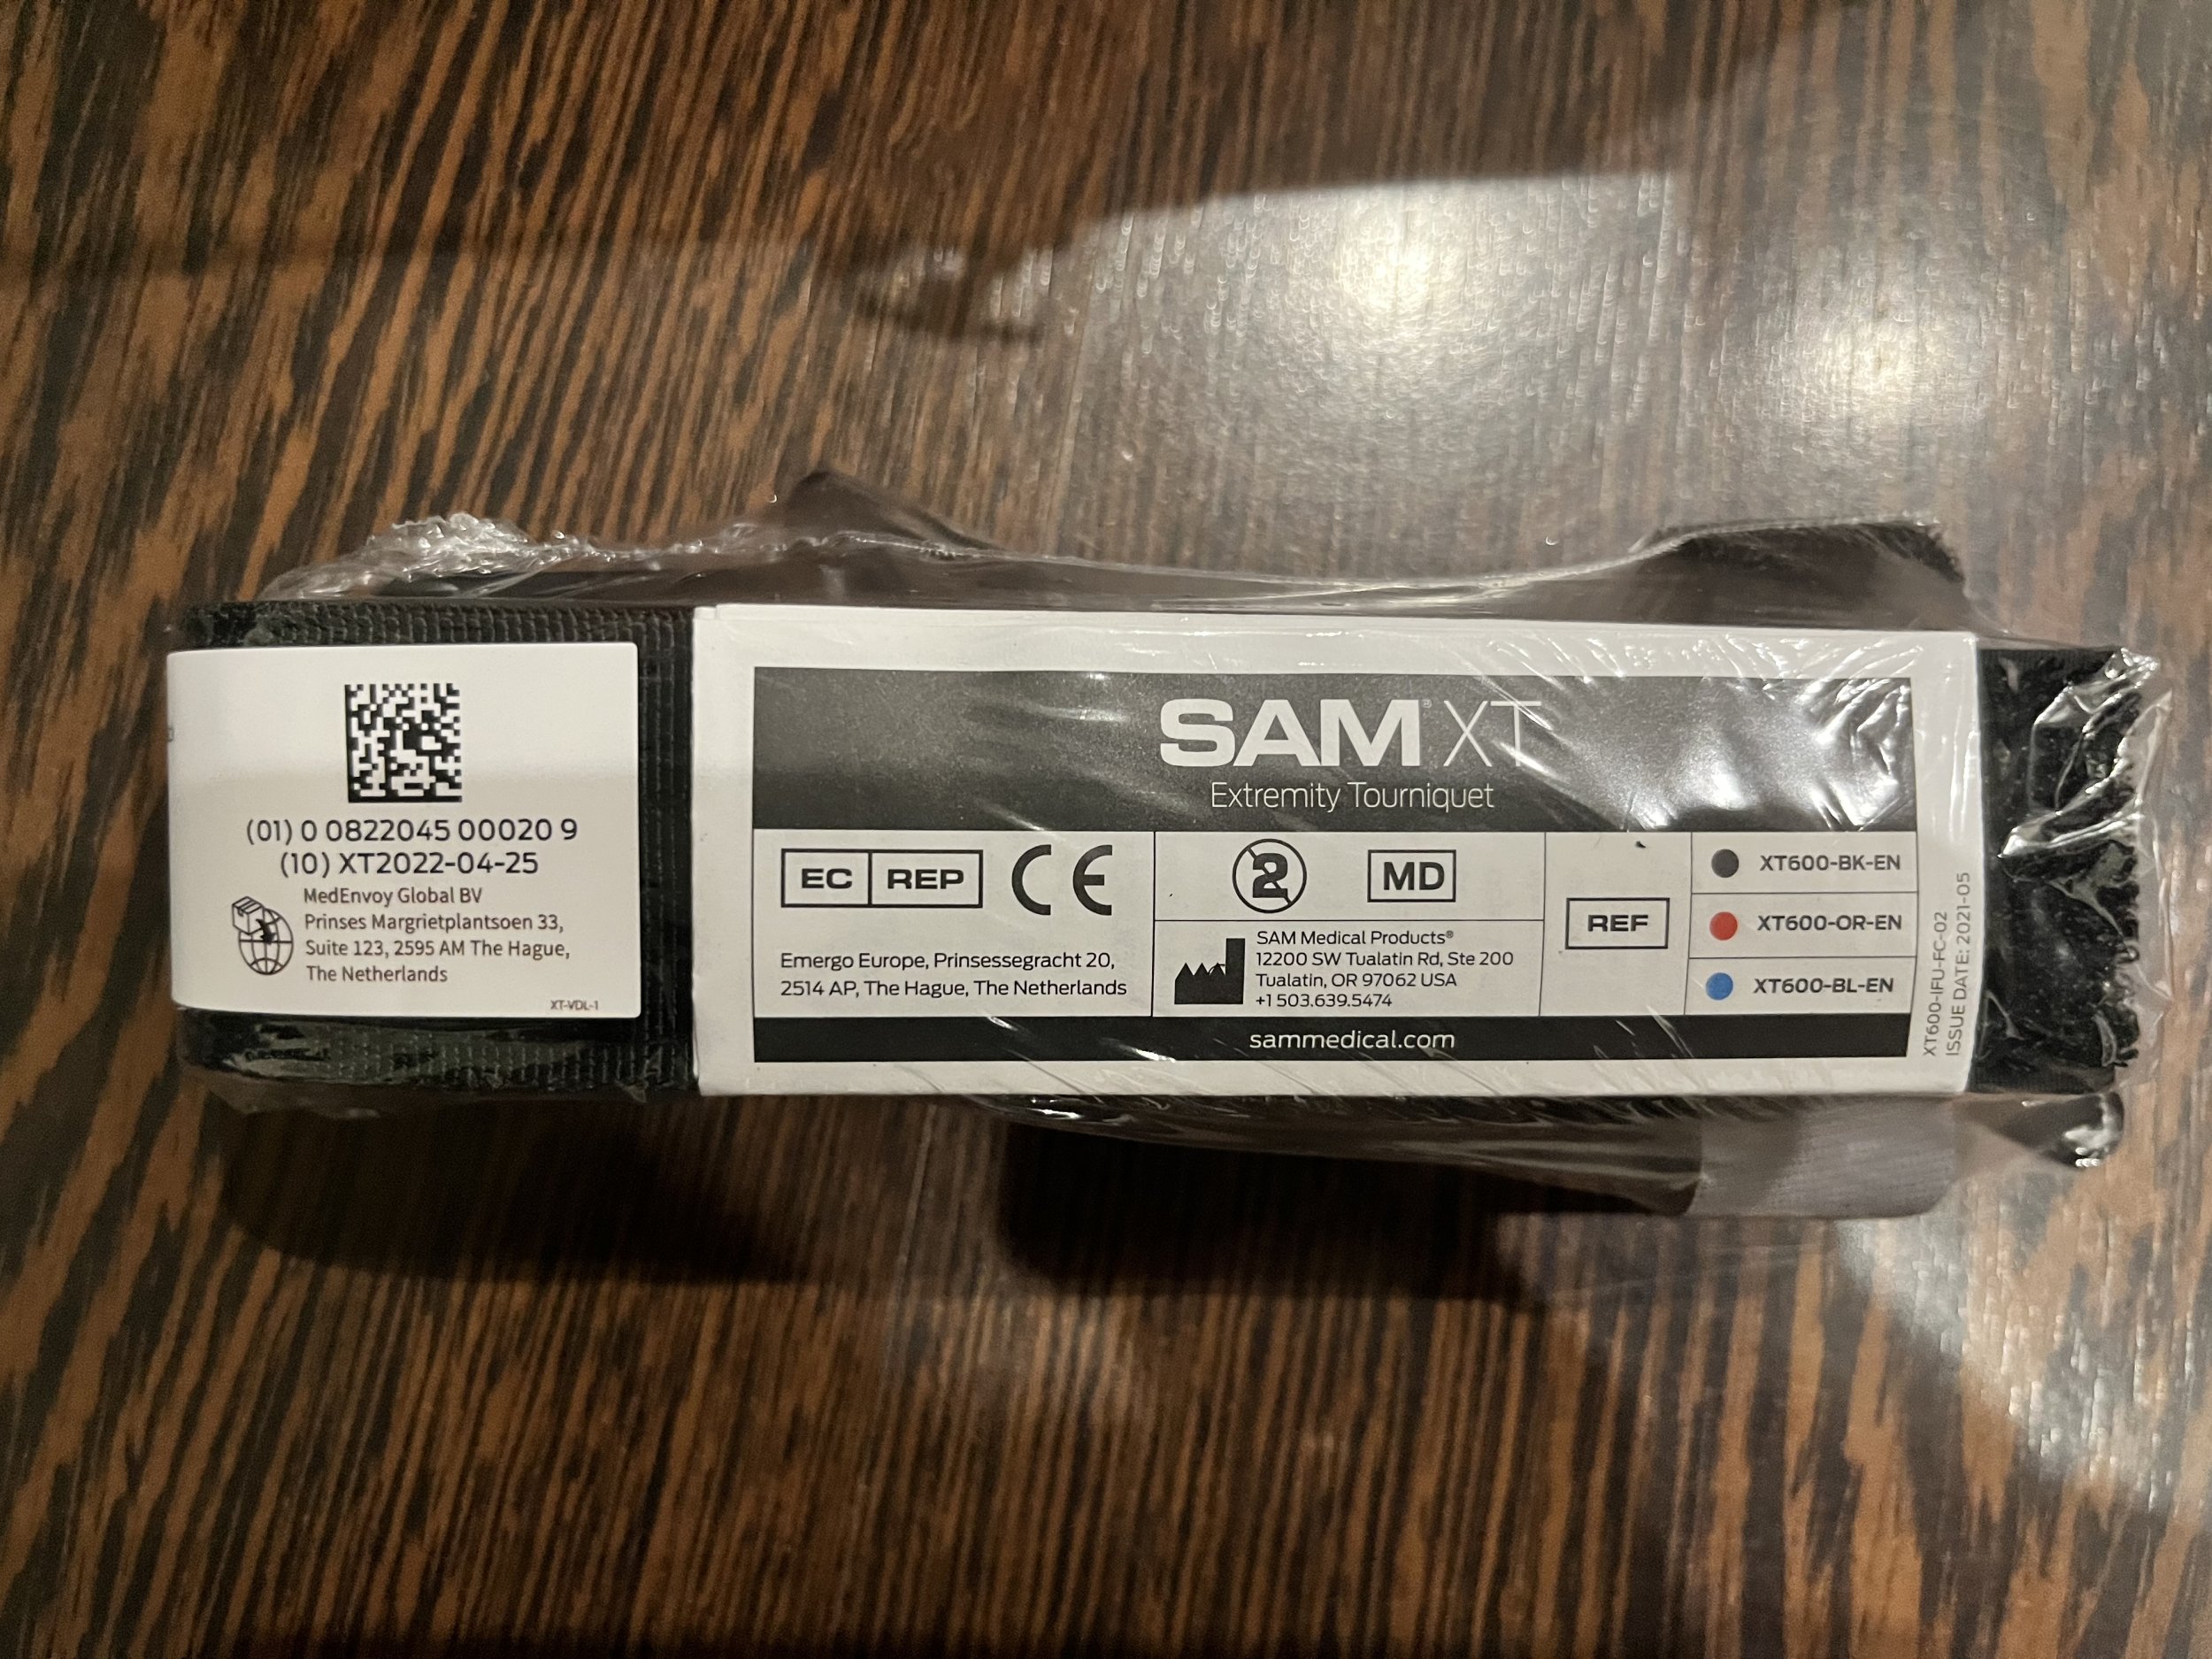 (01) 0 0822045 00020 9
(10) XT2022-04-25
MedEnvoy Global BV
Prinses Margrietplantsoen 33,
Suite 123, 2595 AM The Hague,
The Netherlands
XT-VDL-1
SAM® XT
Extremity Tourniquet
EC REP CE
Emergo Europe, Prinsessegracht 20,
2514 AP, The Hague, The Netherlands
2 MD
SAM Medical Products®
12200 SW Tualatin Rd, Ste 200
Tualatin, OR 97062 USA
+1 503.639.5474
REF
XT600-BK-EN
XT600-OR-EN
XT600-BL-EN
sammedical.com
XT600-IFU-FC-02
ISSUE DATE: 2021-05